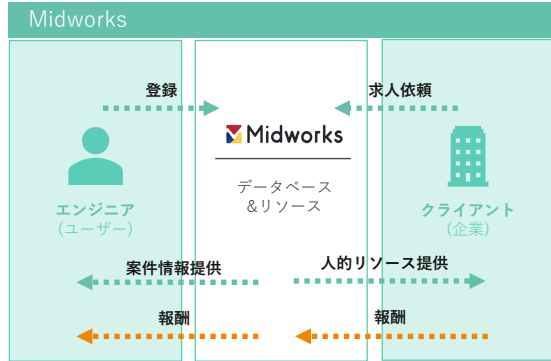 Midworks
登録
求人依頼
Midworks
データベース
&リソース
エンジニア
(ユーザー)
クライアント
(企業)
案件情報提供
人的リソース提供
報酬
報酬